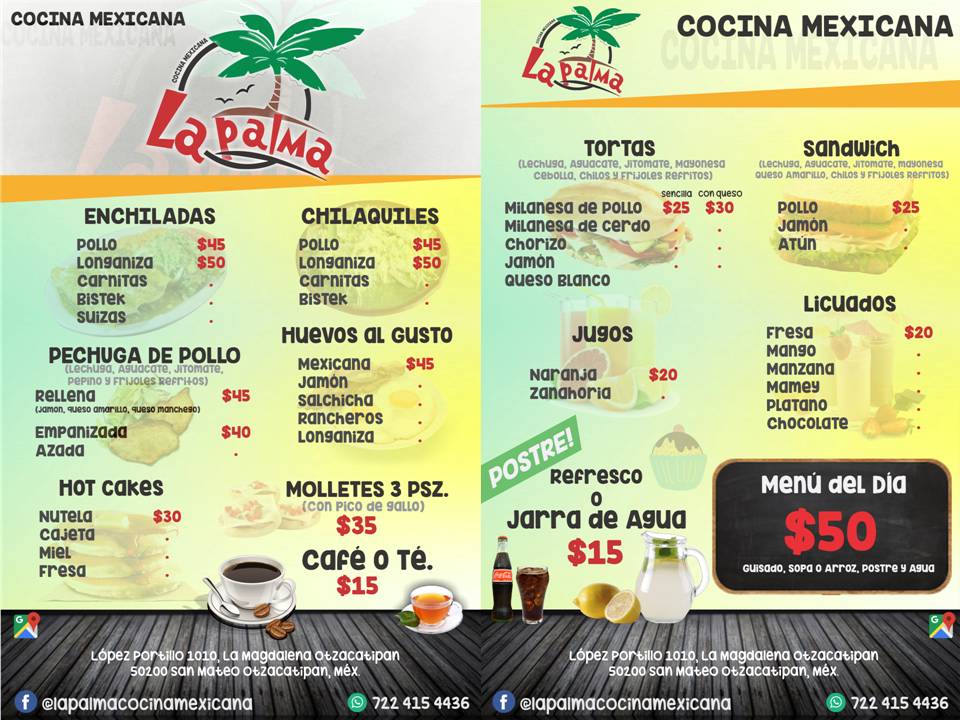 COCINA MEXICANA
COCINA MEXICANA
COCINA MEXICANA
La Palma
ENCHILADAS
Pollo $45
Longaniza $50
Carnitas .
Bistek .
Suizas .
PECHUGA DE POLLO
(Lechuga, Aguacate, Jitomate,
Pepino y Frijoles Refritos)
Rellena $45
(Jamon, queso amarillo, queso manchego)
Empanizada $40
Azada .
Hot Cakes
Nutela $30
Cajeta .
Miel .
Fresa .
CHILAQUILES
Pollo $45
Longaniza $50
Carnitas .
Bistek .
Huevos al Gusto
Mexicana $45
Jamón .
Salchicha .
Rancheros .
Longaniza .
MOLLETES 3 PSZ.
(Con Pico de gallo)
$35
Café o Té.
$15
López Portillo 1010, La Magdalena Otzacatipan
50200 San Mateo Otzacatipan, Méx.
@lapalmacocinamexicana
722 415 4436
COCINA MEXICANA
COCINA MEXICANA
COCINA MEXICANA
La Palma
Tortas
(Lechuga, Aguacate, Jitomate, Mayonesa
Cebolla, Chilos y Frijoles Refritos)
sencilla con queso
Milanesa de Pollo $25 $30
Milanesa de Cerdo . .
Chorizo . .
Jamón . .
Queso Blanco
Sandwich
(Lechuga, Aguacate, Jitomate, mayonesa
Queso Amarillo, Chilos y Frijoles Refritos)
Pollo $25
Jamón .
Atún .
Jugos
Naranja $20
Zanahoria .
Licuados
Fresa $20
Mango .
Manzana .
Mamey .
Platano .
Chocolate .
POSTRE!
Refresco
o
Jarra de Agua
$15
Coca-Cola
Menú del Día
$50
Guisado, Sopa o Arroz, Postre y Agua
López Portillo 1010, La Magdalena Otzacatipan
50200 San Mateo Otzacatipan, Méx.
@lapalmacocinamexicana
722 415 4436